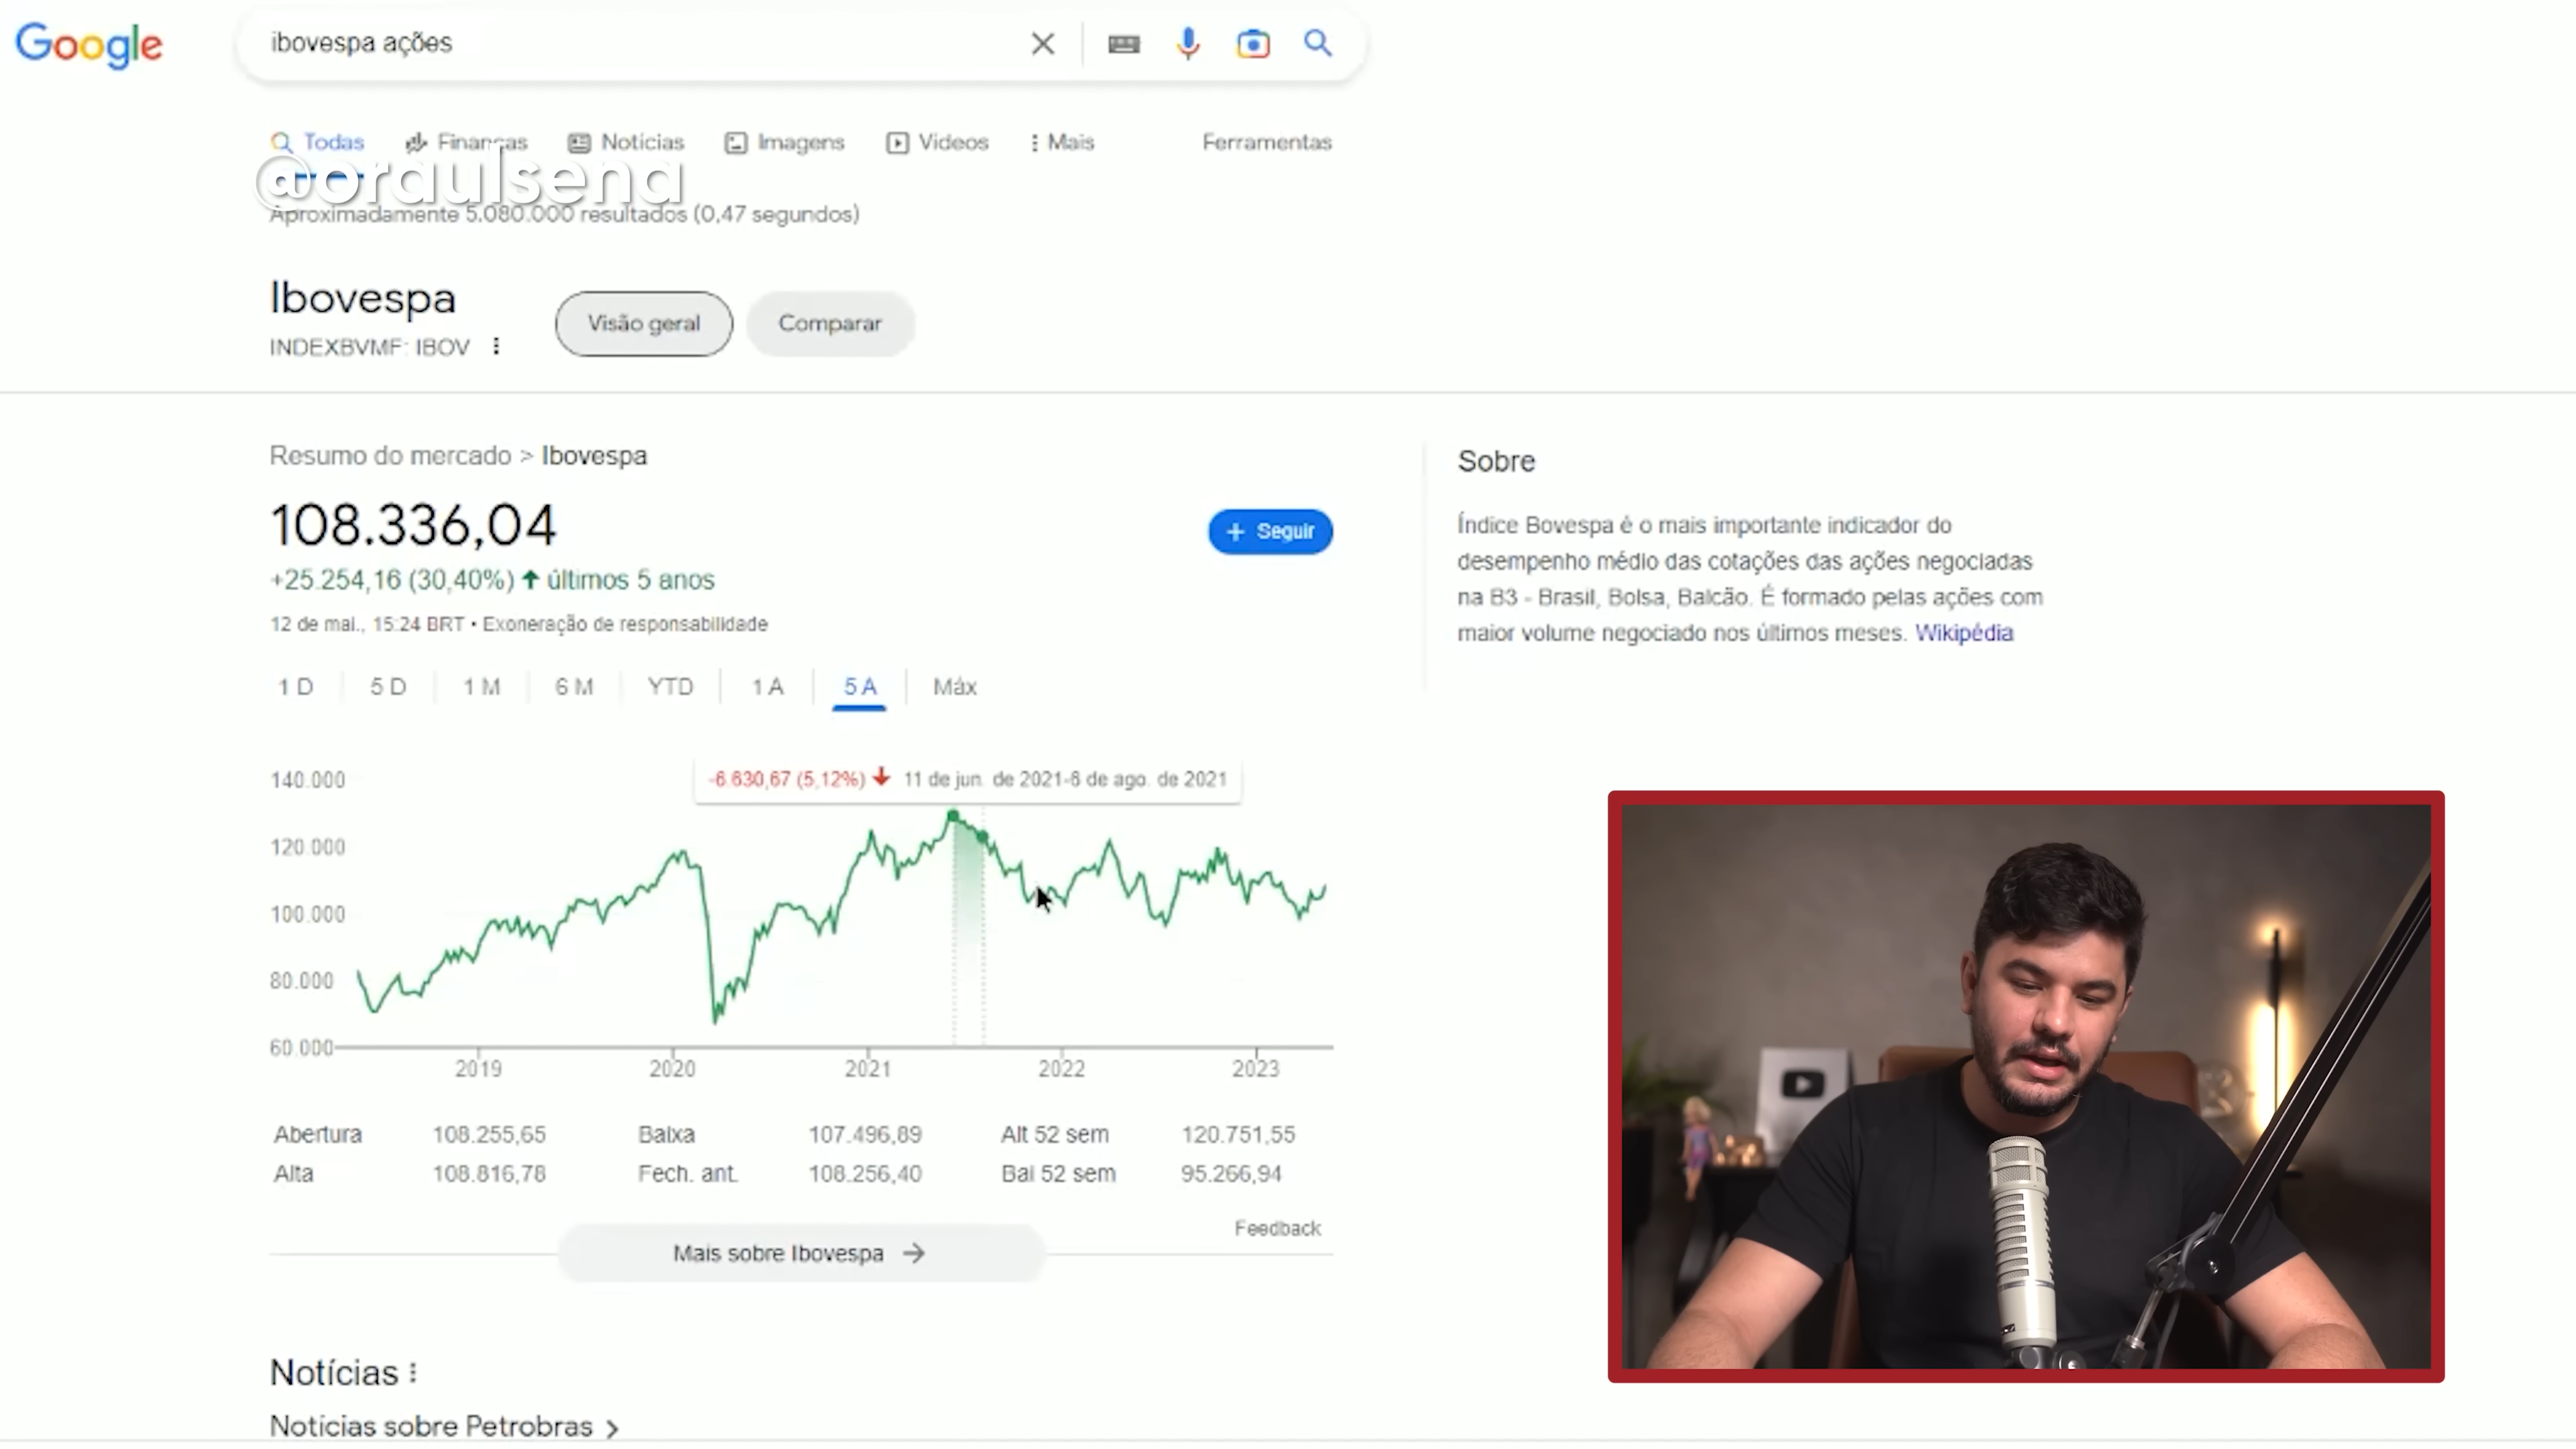 Google
ibovespa ações
Todas Finanças Notícias Imagens Vídeos Mais Ferramentas
@oraulsena
Aproximadamente 5.080.000 resultados (0,47 segundos)
Ibovespa
INDEXBVMF: IBOV
Visão geral Comparar
Resumo do mercado > Ibovespa
108.336,04
+25.254,16 (30,40%) ↑ últimos 5 anos
12 de mai., 15:24 BRT • Exoneração de responsabilidade
+ Seguir
1 D 5 D 1 M 6 M YTD 1 A 5 A Máx
-6.630,67 (5,12%) ↓ 11 de jun. de 2021-6 de ago. de 2021
140.000
120.000
100.000
80.000
60.000
2019 2020 2021 2022 2023
Abertura 108.255,65 Baixa 107.496,89 Alt 52 sem 120.751,55
Alta 108.816,78 Fech. ant. 108.256,40 Bai 52 sem 95.266,94
Feedback
Mais sobre Ibovespa →
Notícias
Notícias sobre Petrobras >
Sobre
Índice Bovespa é o mais importante indicador do
desempenho médio das cotações das ações negociadas
na B3 - Brasil, Bolsa, Balcão. É formado pelas ações com
maior volume negociado nos últimos meses. Wikipédia